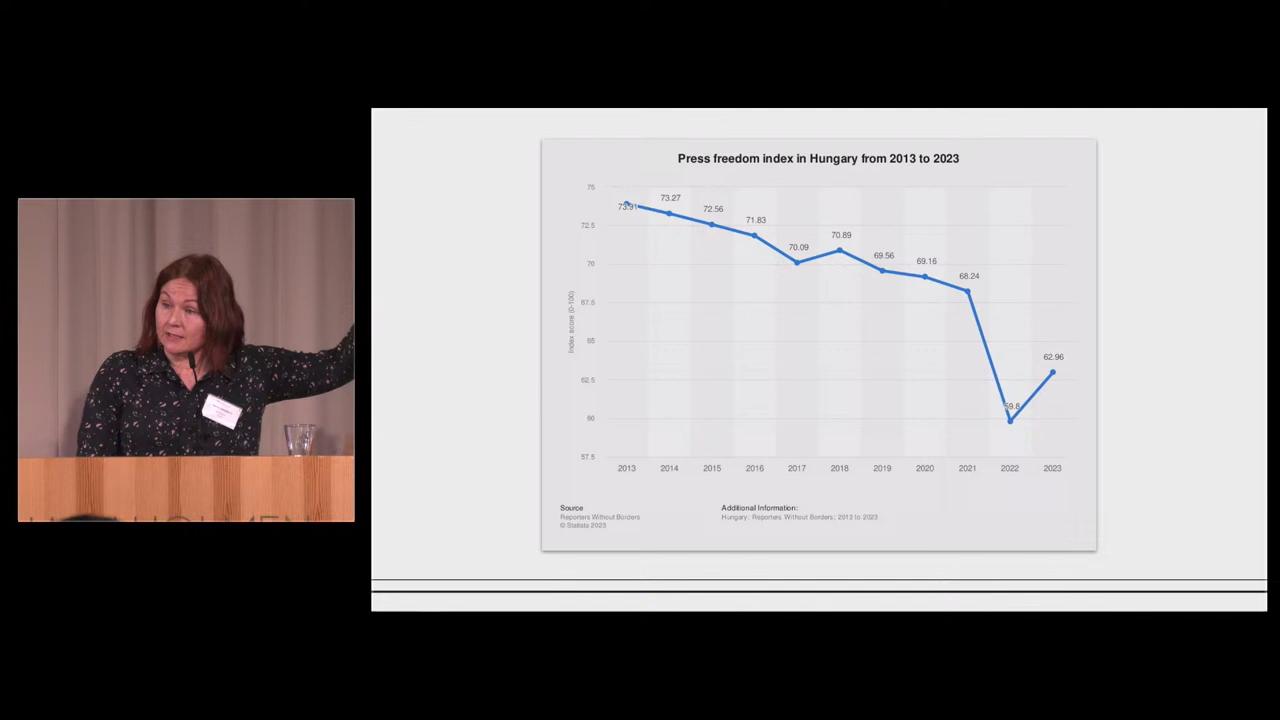 Press freedom index in Hungary from 2013 to 2023
75
72.5
70
67.5
65
62.5
60
57.5
Index score (0-100)
73.91
73.27
72.56
71.83
70.09
70.89
69.56
69.16
68.24
59.8
62.96
2013 2014 2015 2016 2017 2018 2019 2020 2021 2022 2023
Source
Reporters Without Borders
© Statista 2023
Additional Information:
Hungary; Reporters Without Borders; 2013 to 2023